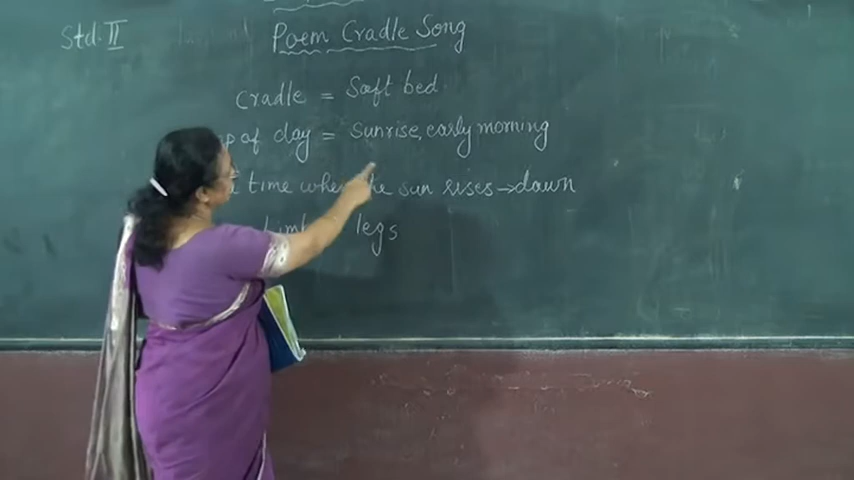 Std. II
Poem Cradle Song
cradle = Soft bed
of day = Sunrise, early morning
time when the sun rises → dawn
limb legs